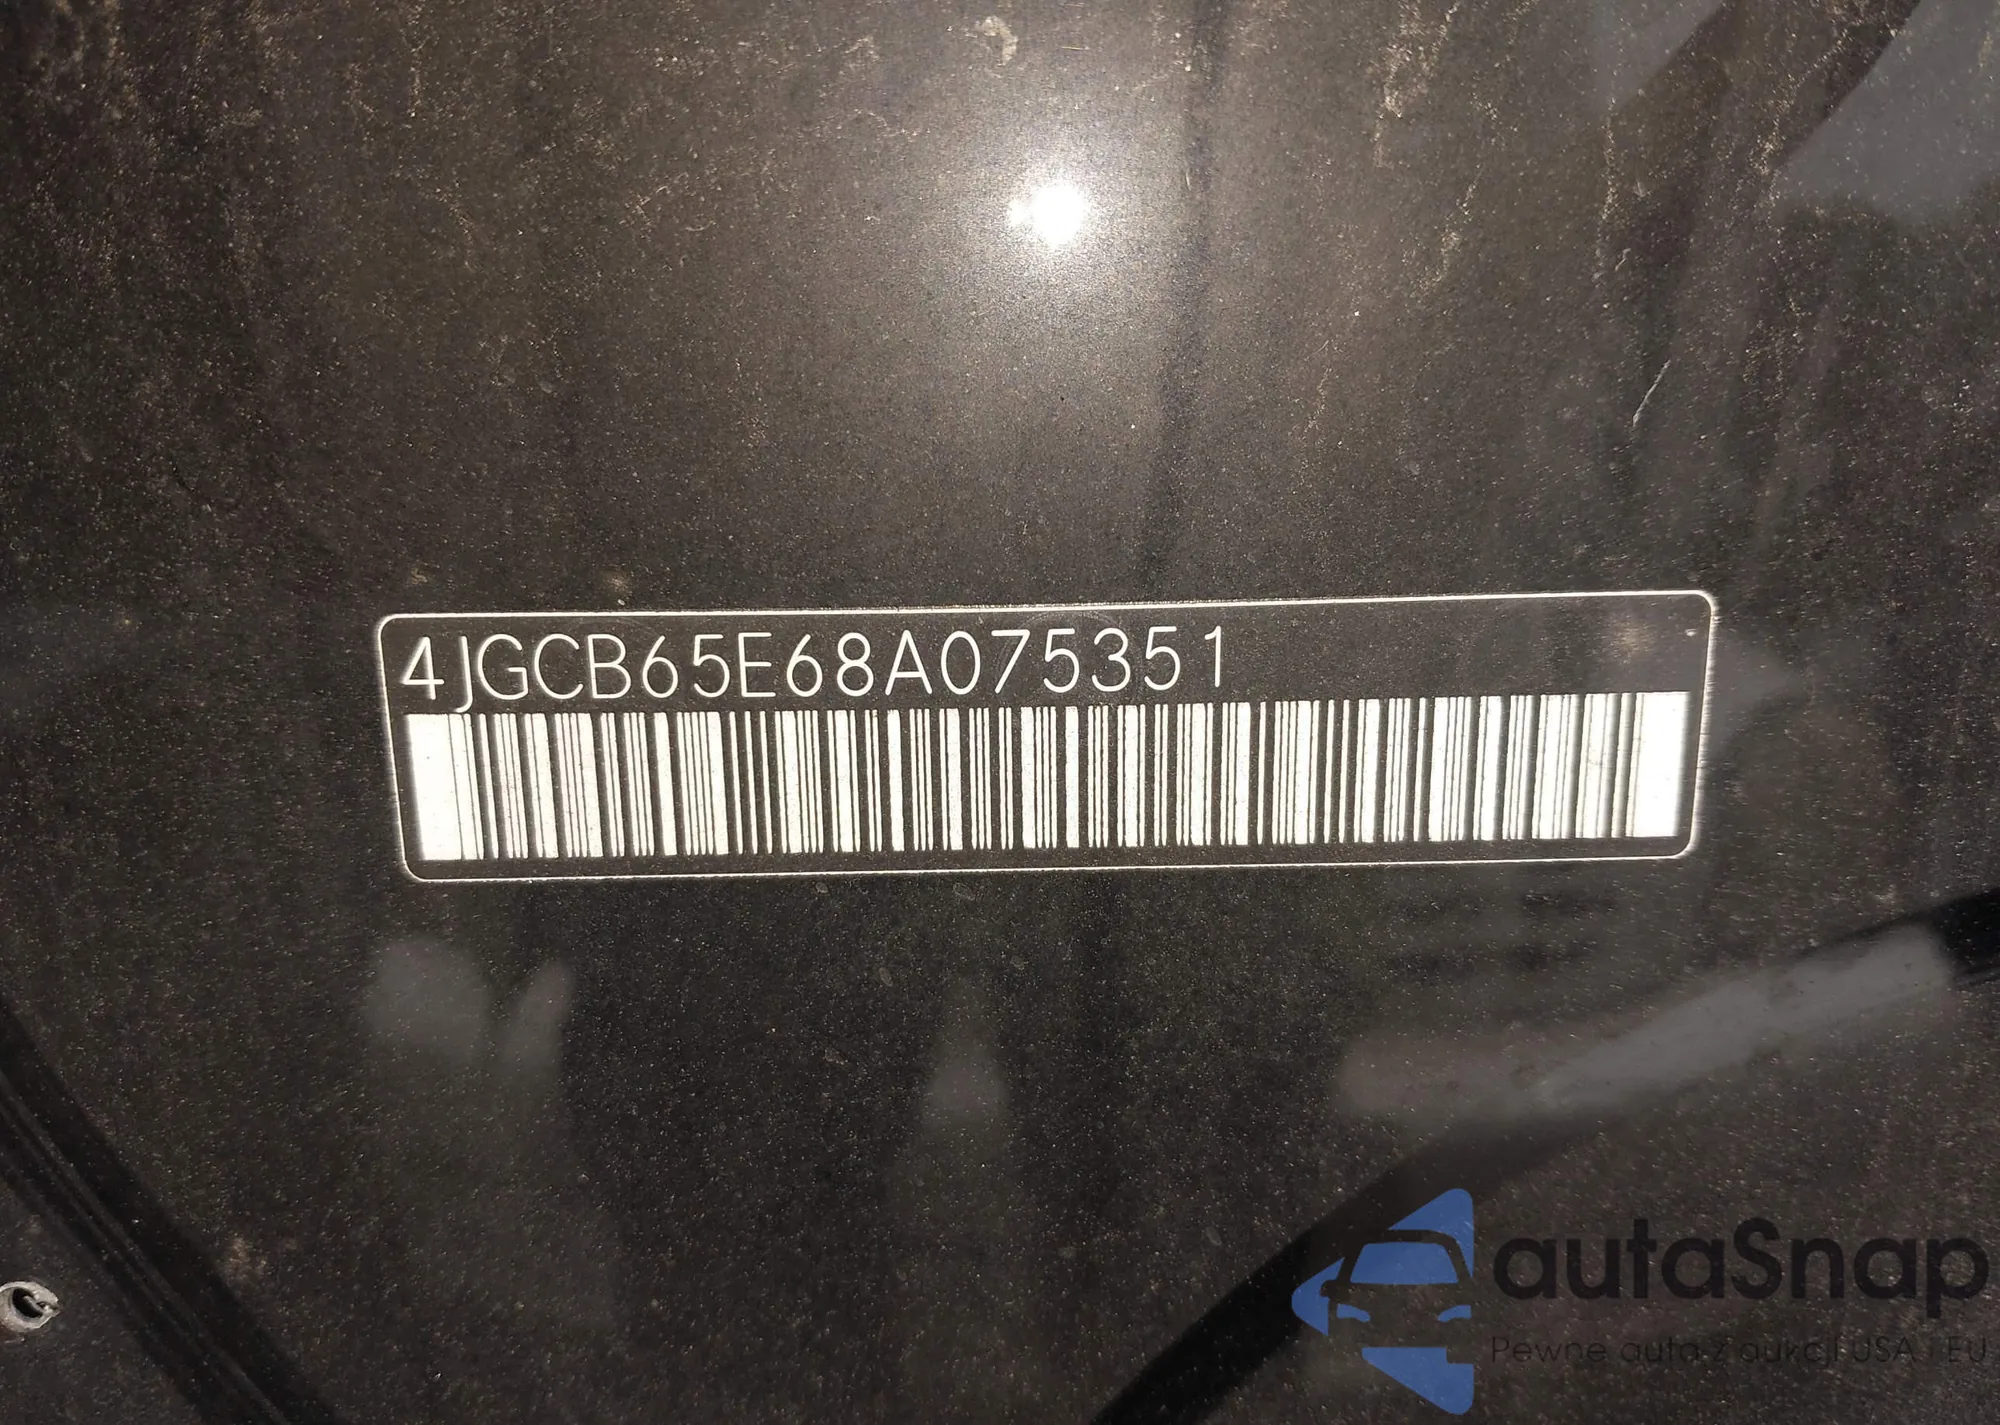 4JGCB65E68A075351
autaSnap
Pewne auta z aukcji USA i EU